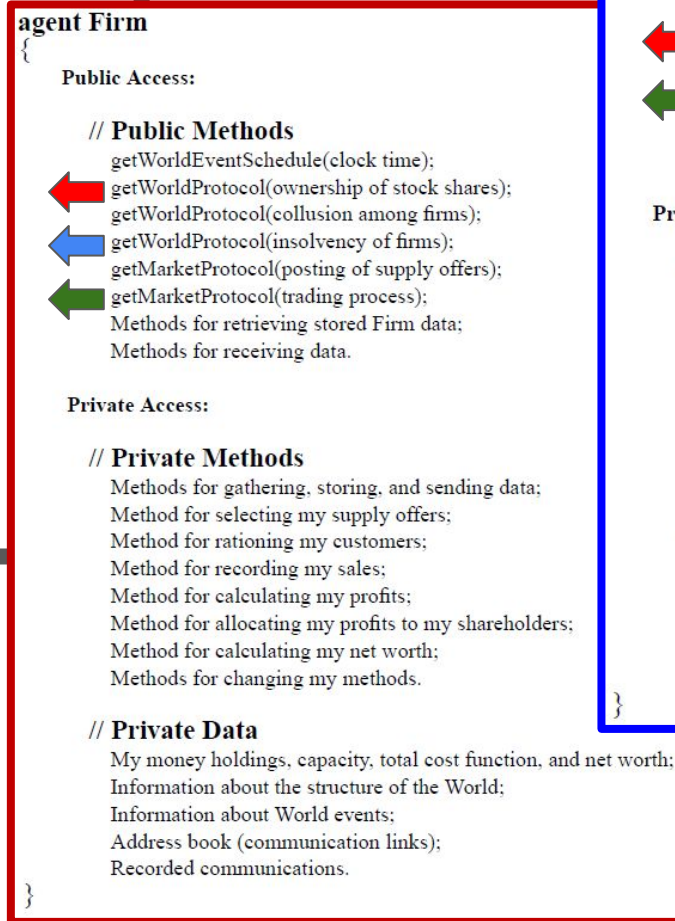 agent Firm
{
Public Access:
// Public Methods
getWorldEventSchedule(clock time);
getWorldProtocol(ownership of stock shares);
getWorldProtocol(collusion among firms);
getWorldProtocol(insolvency of firms);
getMarketProtocol(posting of supply offers);
getMarketProtocol(trading process);
Methods for retrieving stored Firm data;
Methods for receiving data.
Private Access:
// Private Methods
Methods for gathering, storing, and sending data;
Method for selecting my supply offers;
Method for rationing my customers;
Method for recording my sales;
Method for calculating my profits;
Method for allocating my profits to my shareholders;
Method for calculating my net worth;
Methods for changing my methods.
// Private Data
My money holdings, capacity, total cost function, and net worth;
Information about the structure of the World;
Information about World events;
Address book (communication links);
Recorded communications.
}
Pr
}